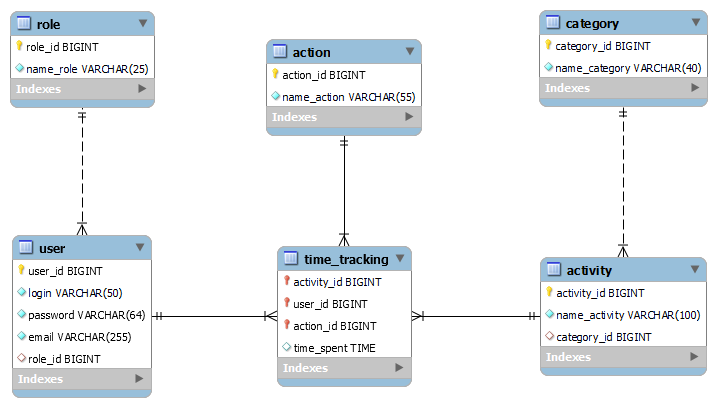 role
role_id BIGINT
name_role VARCHAR(25)
Indexes
action
action_id BIGINT
name_action VARCHAR(55)
Indexes
category
category_id BIGINT
name_category VARCHAR(40)
Indexes
user
user_id BIGINT
login VARCHAR(50)
password VARCHAR(64)
email VARCHAR(255)
role_id BIGINT
Indexes
time_tracking
activity_id BIGINT
user_id BIGINT
action_id BIGINT
time_spent TIME
Indexes
activity
activity_id BIGINT
name_activity VARCHAR(100)
category_id BIGINT
Indexes